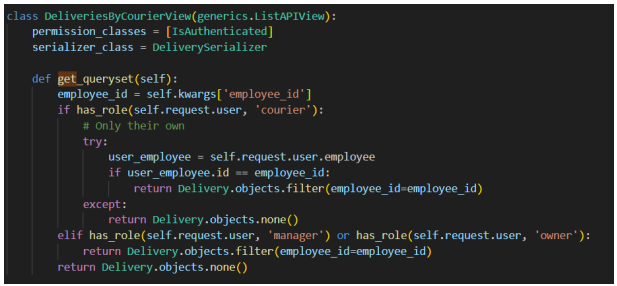 class DeliveriesByCourierView(generics.ListAPIView):
    permission_classes = [IsAuthenticated]
    serializer_class = DeliverySerializer

    def get_queryset(self):
        employee_id = self.kwargs['employee_id']
        if has_role(self.request.user, 'courier'):
            # Only their own
            try:
                user_employee = self.request.user.employee
                if user_employee.id == employee_id:
                    return Delivery.objects.filter(employee_id=employee_id)
            except:
                return Delivery.objects.none()
        elif has_role(self.request.user, 'manager') or has_role(self.request.user, 'owner'):
            return Delivery.objects.filter(employee_id=employee_id)
        return Delivery.objects.none()